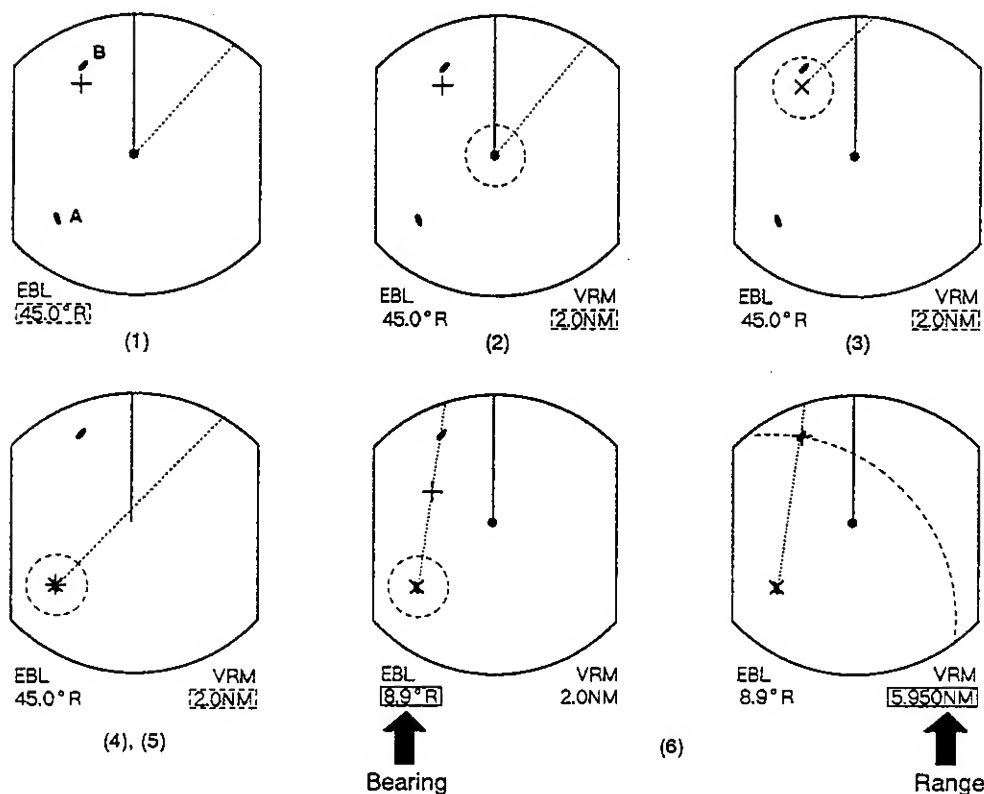 B
A
EBL
45.0°R
(1)
EBL VRM
45.0°R 2.0NM
(2)
EBL VRM
45.0°R 2.0NM
(3)
EBL VRM
45.0°R 2.0NM
(4), (5)
EBL VRM
8.9°R 2.0NM
Bearing
(6)
EBL VRM
8.9°R 5.950NM
Range